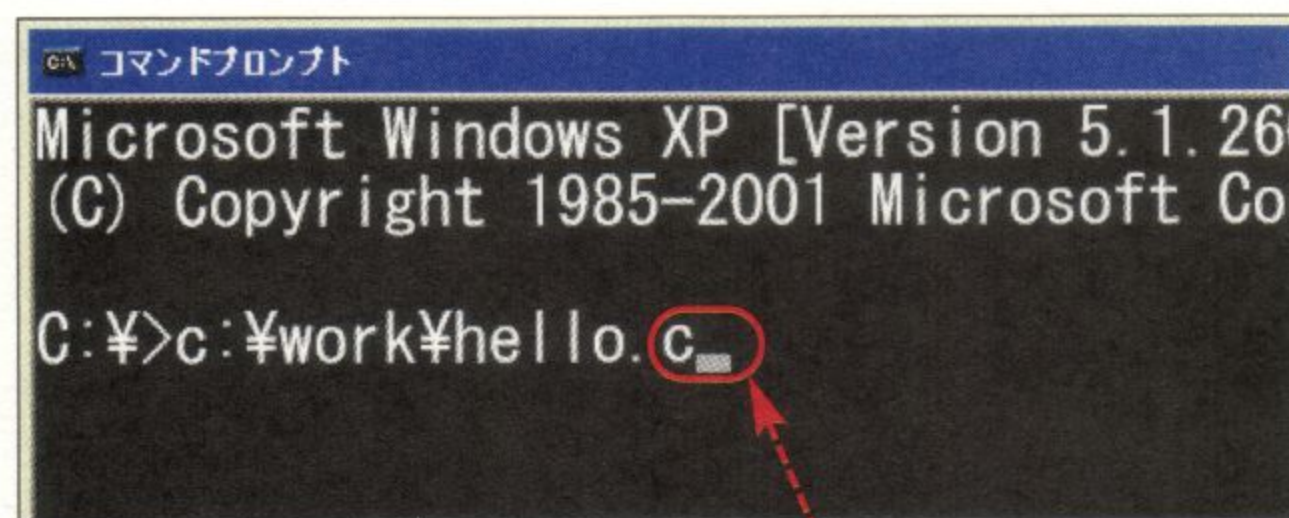 コマンドプロンプト
Microsoft Windows XP [Version 5.1.26
(C) Copyright 1985-2001 Microsoft Co
C:¥>c:¥work¥hello.c_